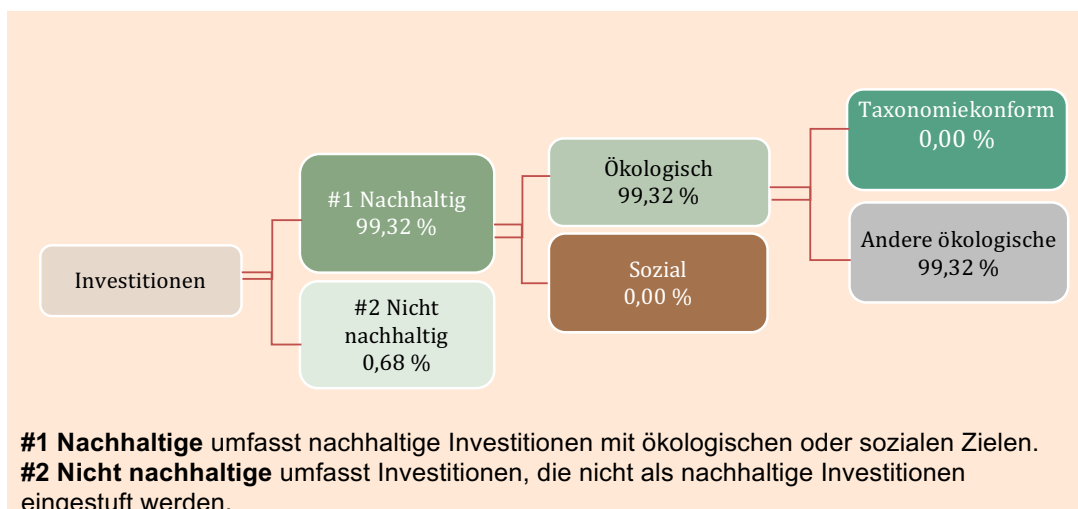 Investitionen
#1 Nachhaltig
99,32 %
#2 Nicht
nachhaltig
0,68 %
Ökologisch
99,32 %
Sozial
0,00 %
Taxonomiekonform
0,00 %
Andere ökologische
99,32 %
#1 Nachhaltige umfasst nachhaltige Investitionen mit ökologischen oder sozialen Zielen.
#2 Nicht nachhaltige umfasst Investitionen, die nicht als nachhaltige Investitionen
eingestuft werden.